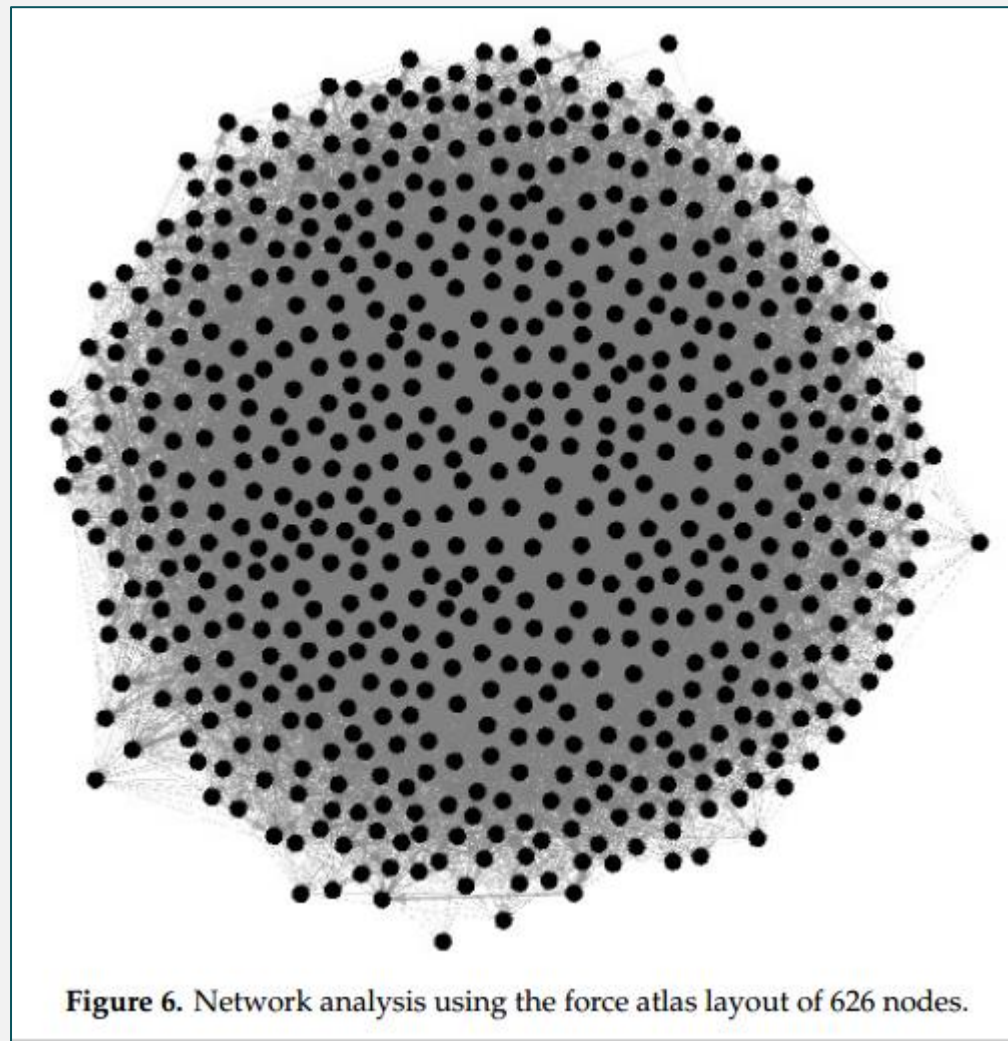 Figure 6. Network analysis using the force atlas layout of 626 nodes.